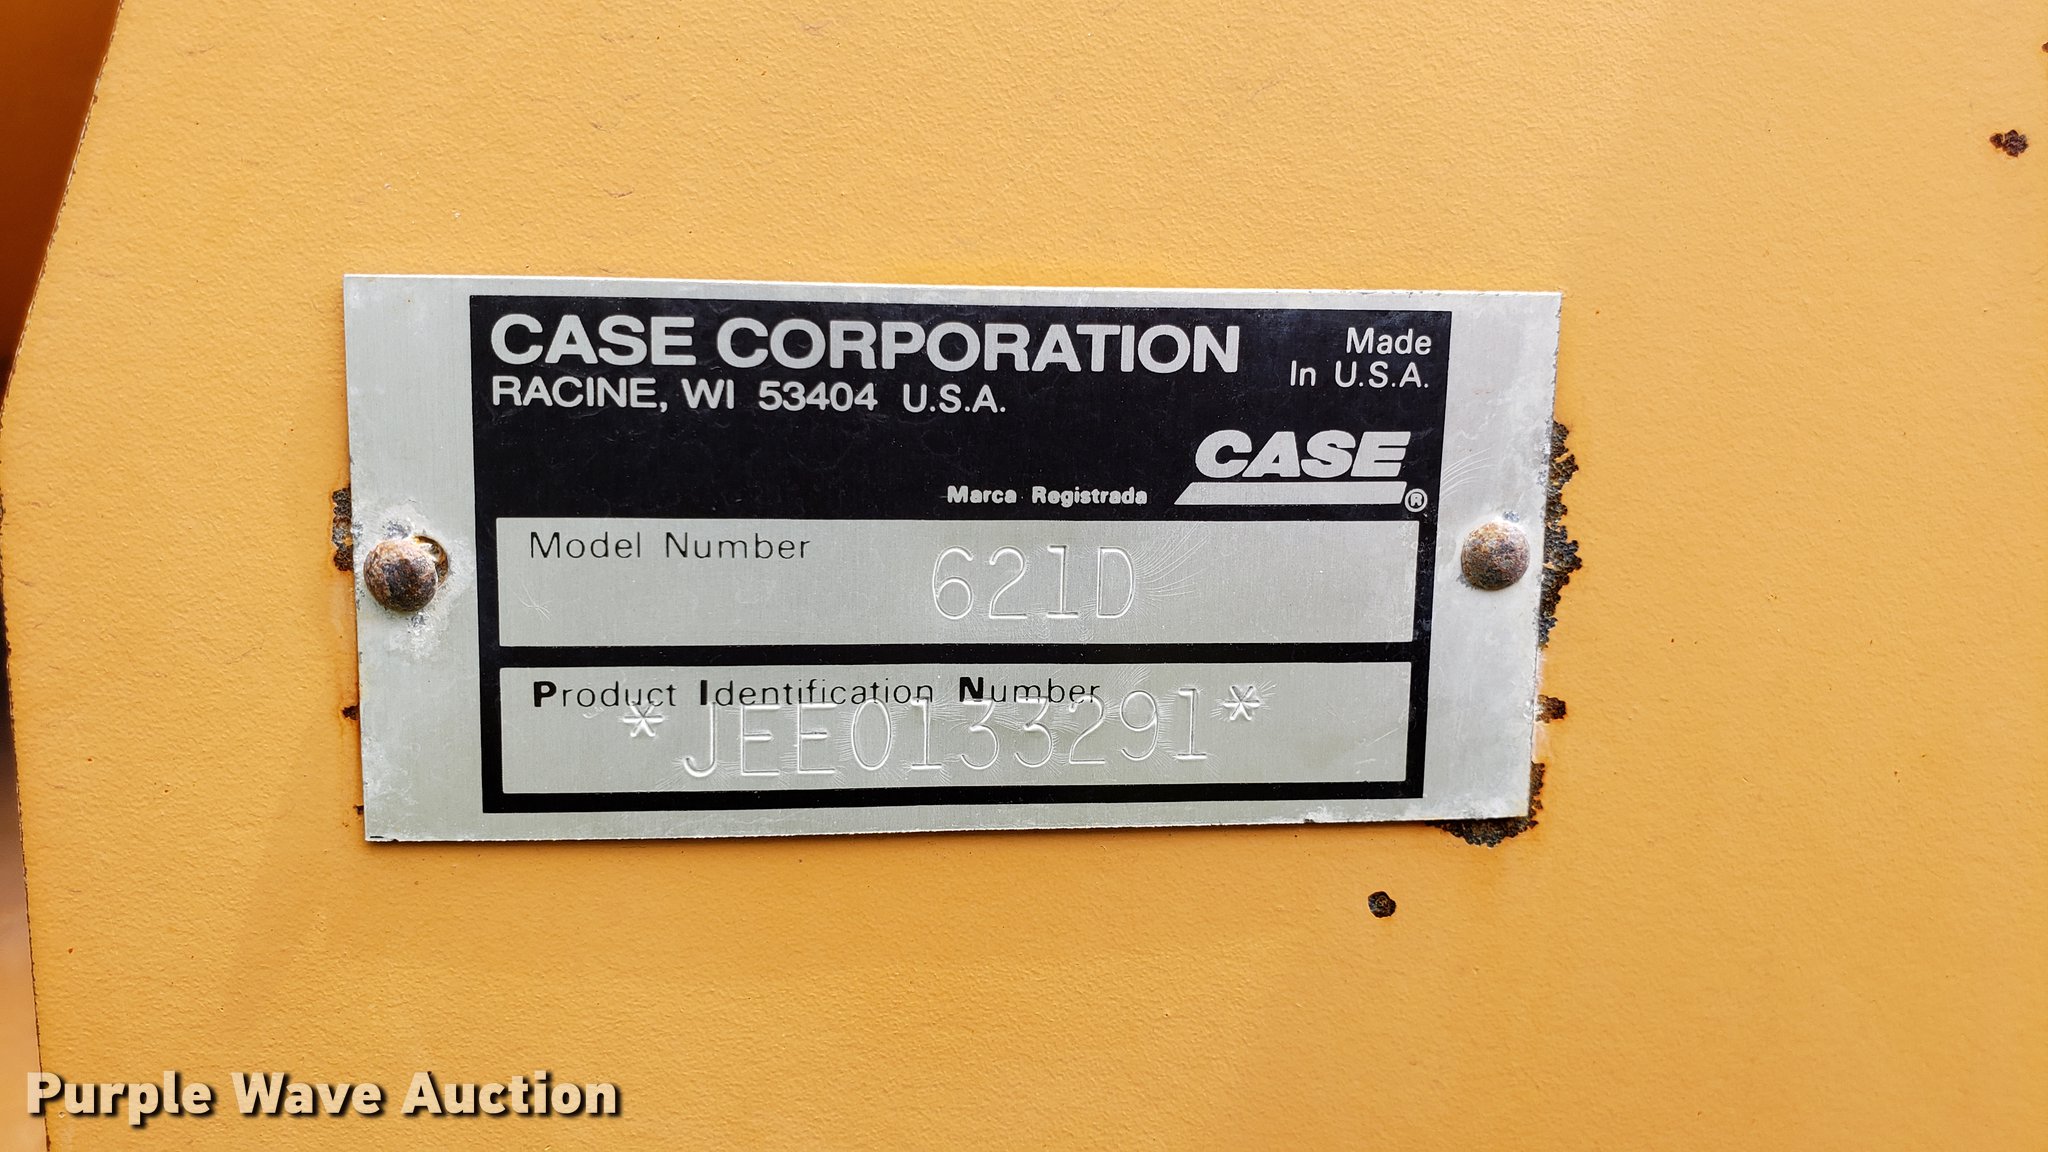 CASE CORPORATION
RACINE, WI 53404 U.S.A.
Made
In U.S.A.
CASE
Marca Registrada ®
Model Number 621D
Product Identification Number
*JEE0133291*
Purple Wave Auction